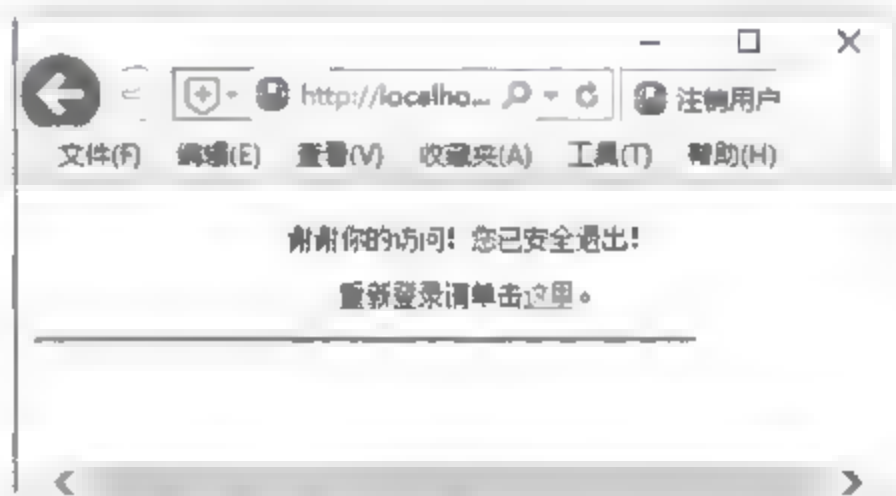 http://localho... 注销用户
文件(F) 编辑(E) 查看(V) 收藏夹(A) 工具(T) 帮助(H)
谢谢你的访问! 您已安全退出!
重新登录请单击这里。